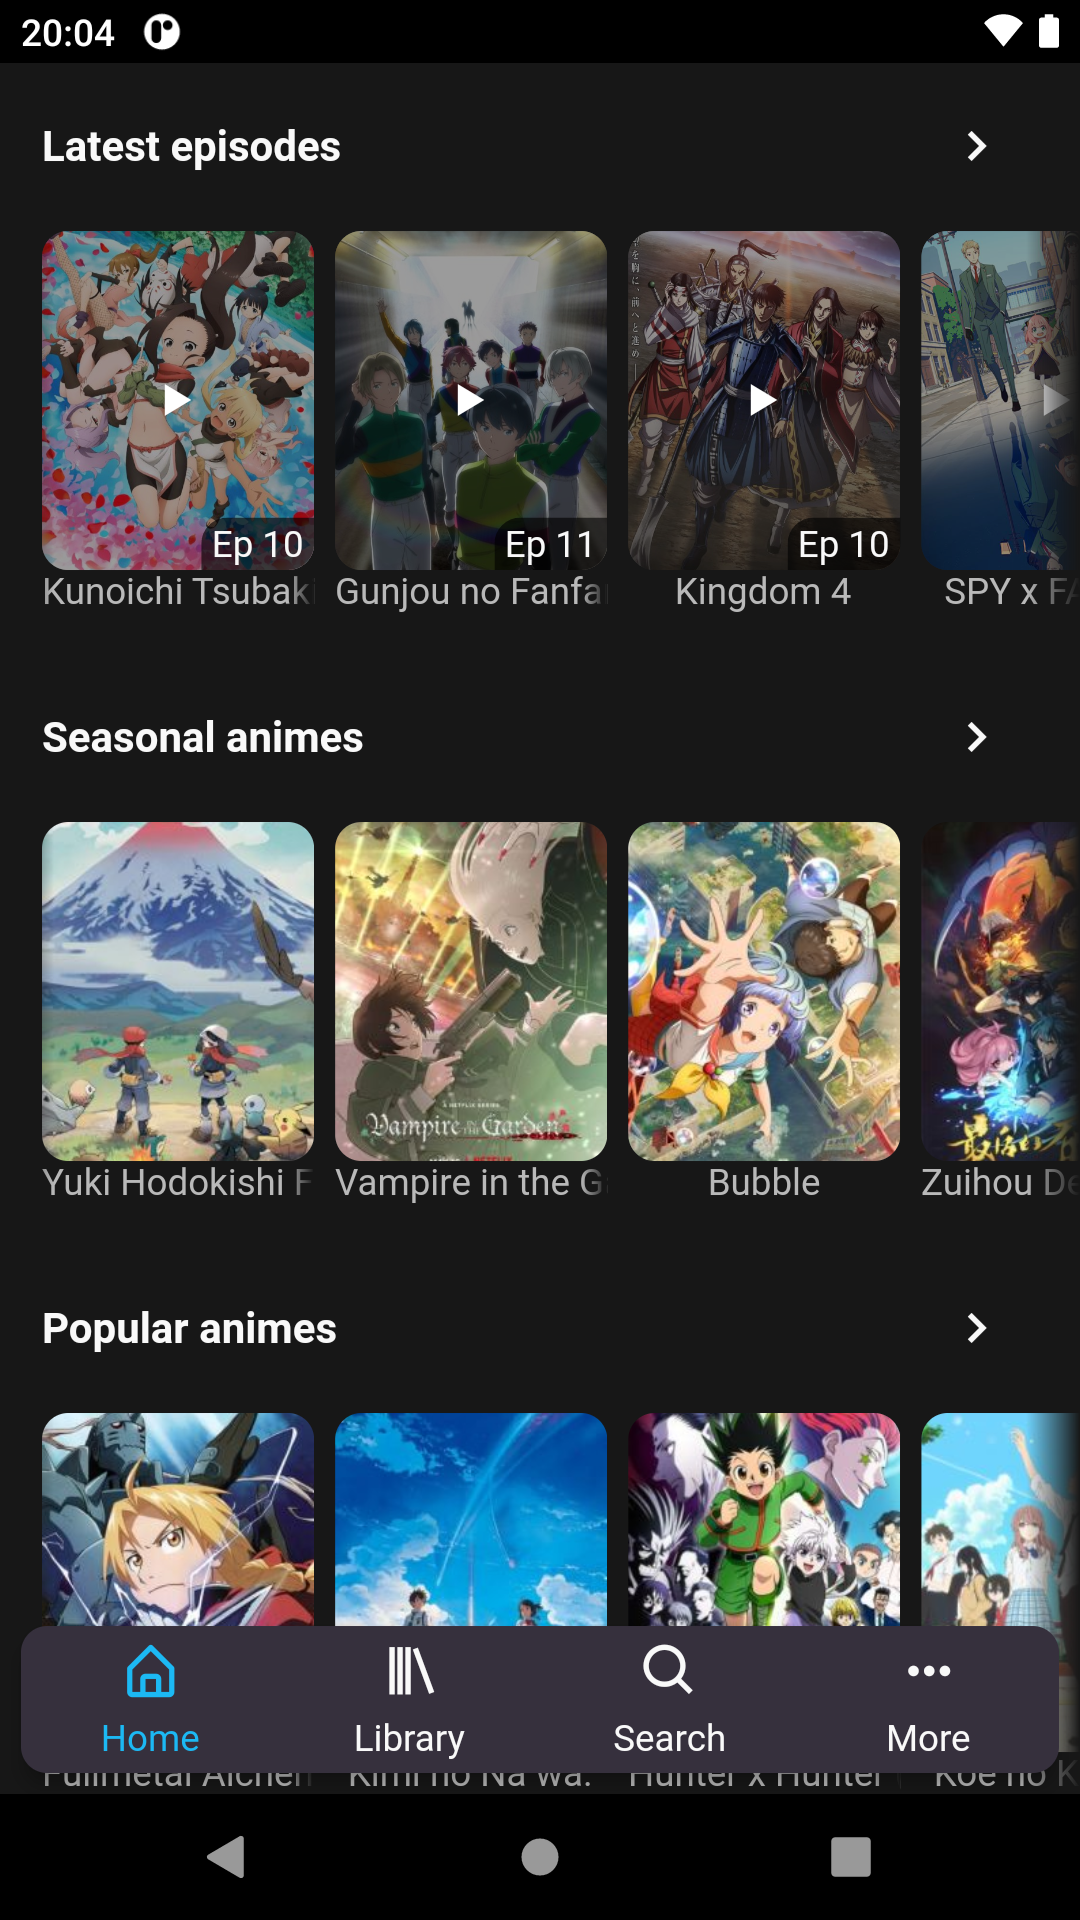 20:04
Latest episodes
Ep 10
Ep 11
Ep 10
Kunoichi Tsubaki
Gunjou no Fanfa
Kingdom 4
SPY x FA
Seasonal animes
Vampire in the Garden
Yuki Hodokishi F
Vampire in the Ga
Bubble
Zuihou De
Popular animes
Home
Library
Search
More
Fullmetal Alchem
Kimi no Na wa.
Hunter x Hunter (
Koe no K